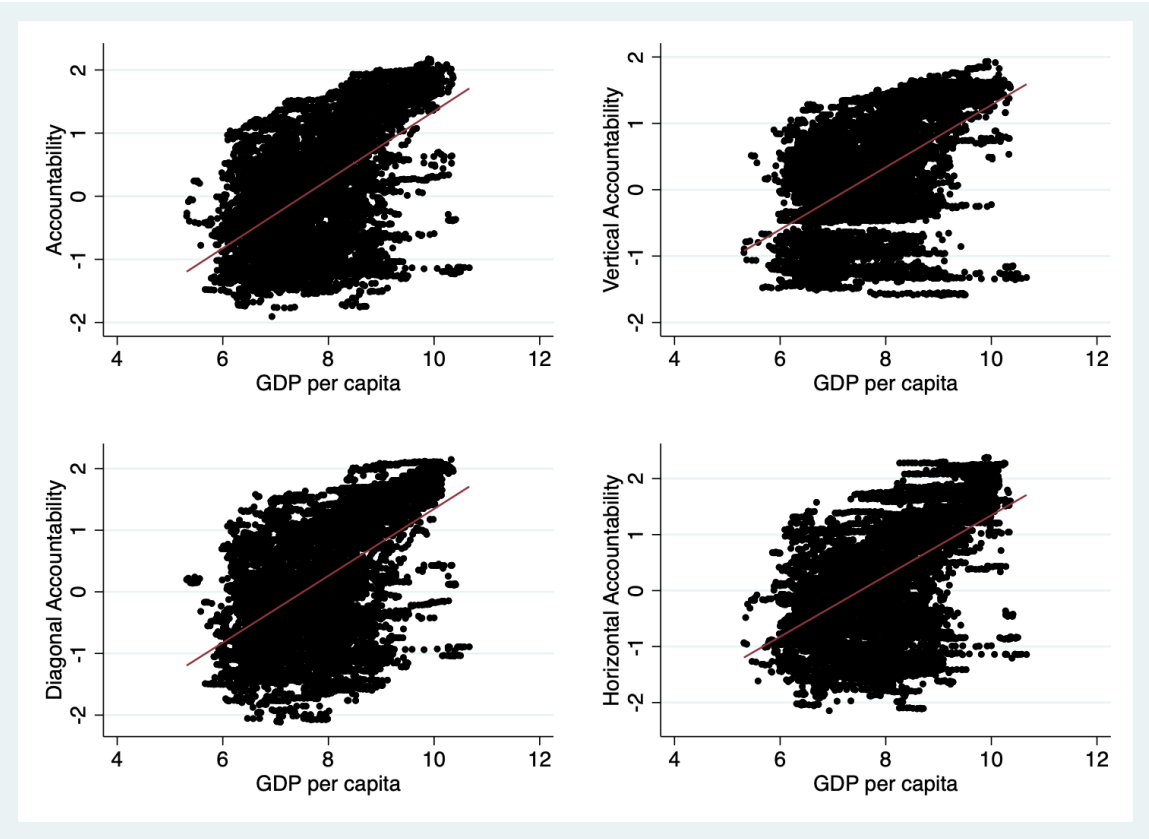 Accountability
2
1
0
-1
-2
4 6 8 10 12
GDP per capita
Vertical Accountability
2
1
0
-1
-2
4 6 8 10 12
GDP per capita
Diagonal Accountability
2
1
0
-1
-2
4 6 8 10 12
GDP per capita
Horizontal Accountability
2
1
0
-1
-2
4 6 8 10 12
GDP per capita